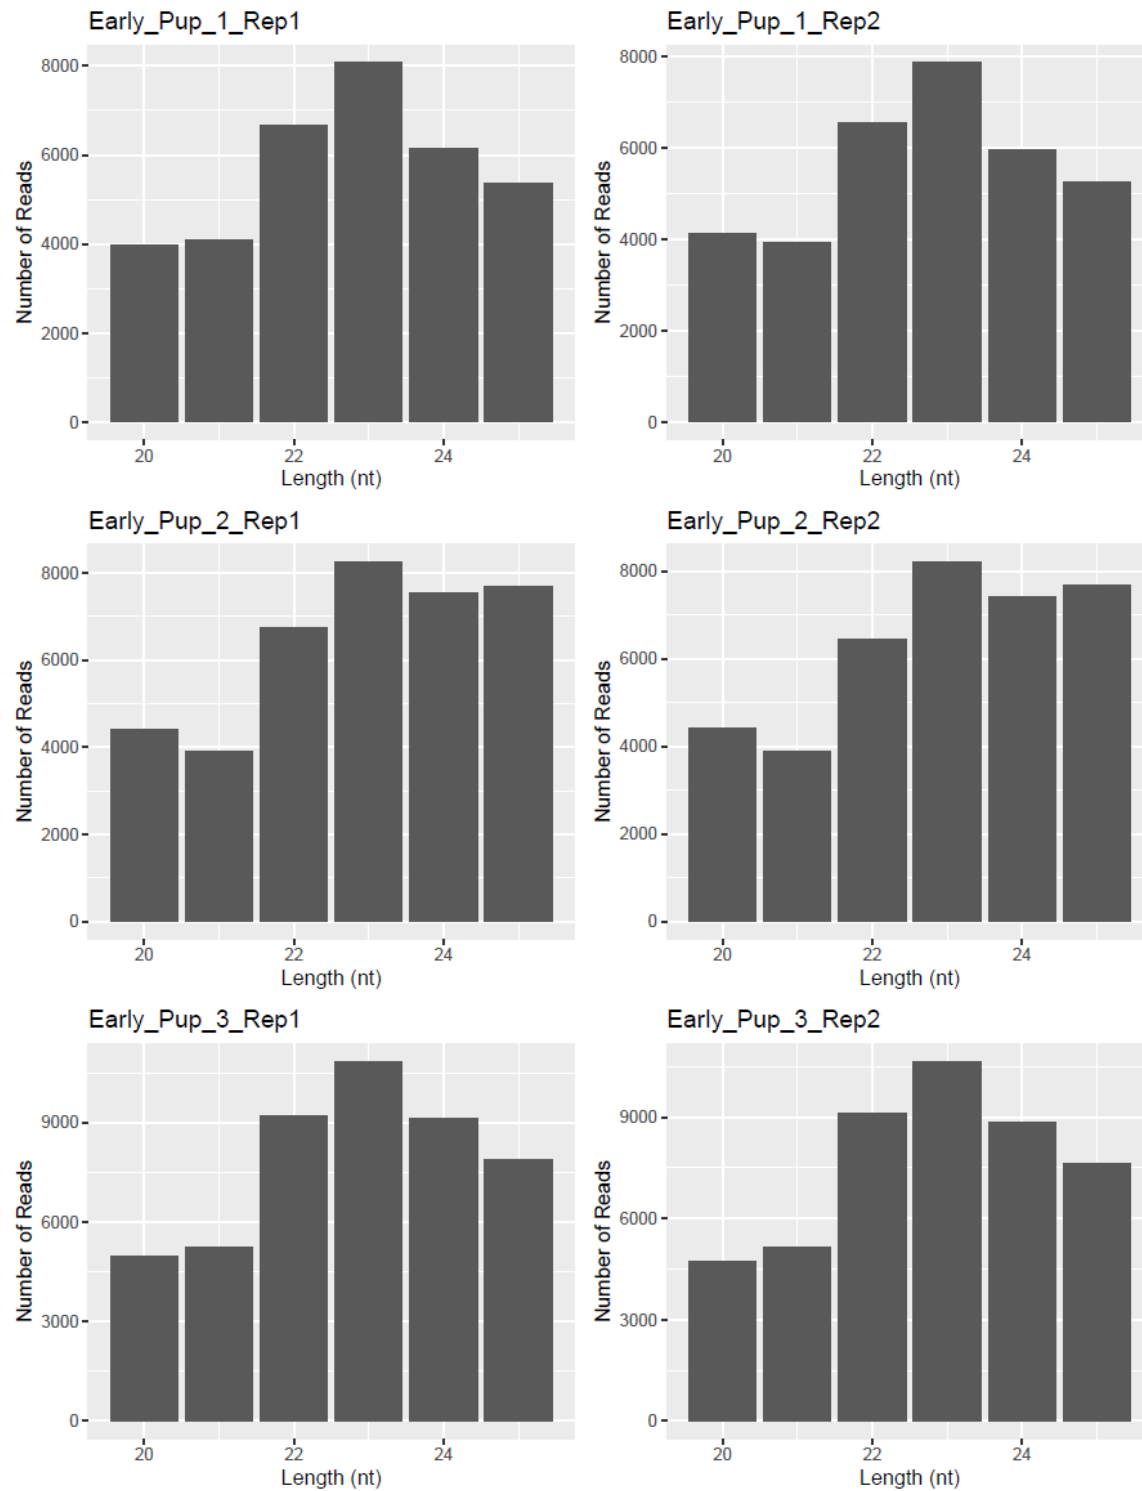 Early_Pup_1_Rep1
Number of Reads
8000
6000
4000
2000
0
20 22 24
Length (nt)
Early_Pup_1_Rep2
Number of Reads
8000
6000
4000
2000
0
20 22 24
Length (nt)
Early_Pup_2_Rep1
Number of Reads
8000
6000
4000
2000
0
20 22 24
Length (nt)
Early_Pup_2_Rep2
Number of Reads
8000
6000
4000
2000
0
20 22 24
Length (nt)
Early_Pup_3_Rep1
Number of Reads
9000
6000
3000
0
20 22 24
Length (nt)
Early_Pup_3_Rep2
Number of Reads
9000
6000
3000
0
20 22 24
Length (nt)